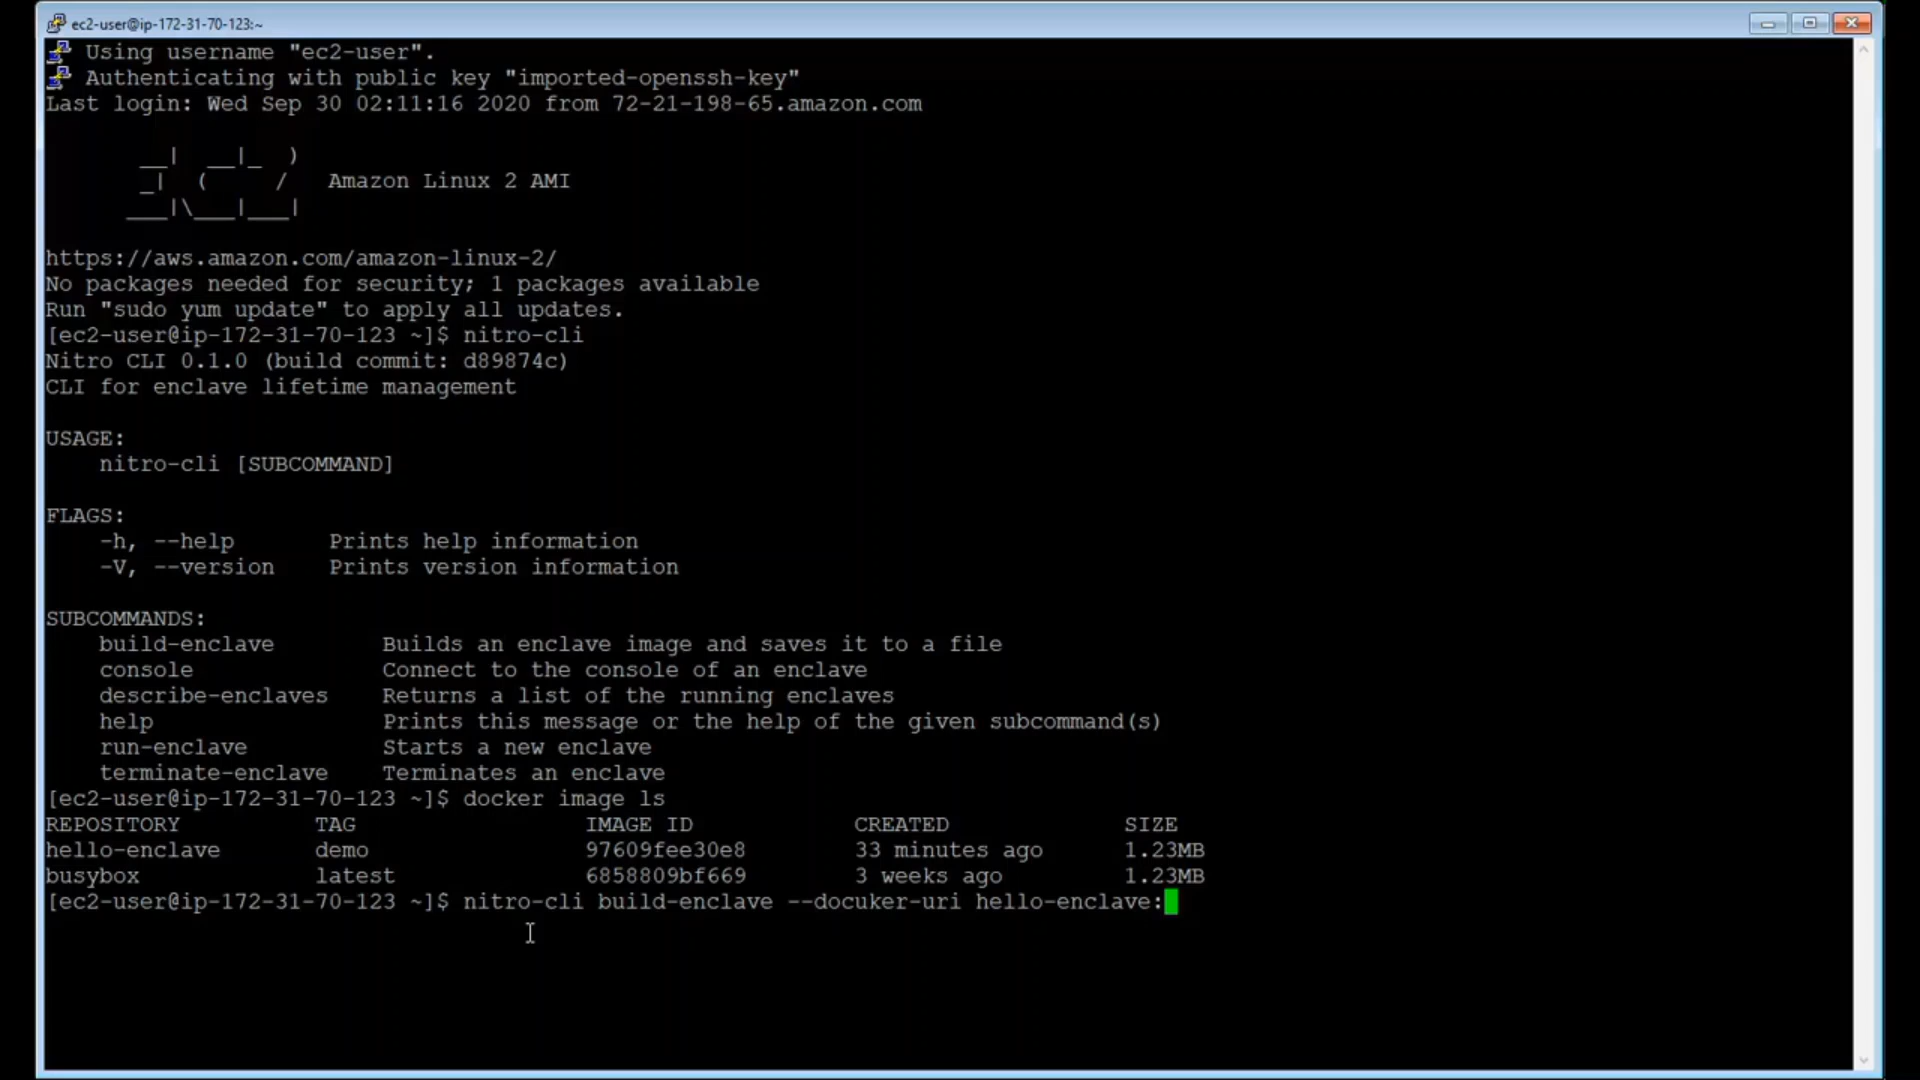 ec2-user@ip-172-31-70-123:~
Using username "ec2-user".
Authenticating with public key "imported-openssh-key"
Last login: Wed Sep 30 02:11:16 2020 from 72-21-198-65.amazon.com
__|  __|_  )
_|  (     /   Amazon Linux 2 AMI
___|\___|___|
https://aws.amazon.com/amazon-linux-2/
No packages needed for security; 1 packages available
Run "sudo yum update" to apply all updates.
[ec2-user@ip-172-31-70-123 ~]$ nitro-cli
Nitro CLI 0.1.0 (build commit: d89874c)
CLI for enclave lifetime management
USAGE:
nitro-cli [SUBCOMMAND]
FLAGS:
-h, --help       Prints help information
-V, --version    Prints version information
SUBCOMMANDS:
build-enclave        Builds an enclave image and saves it to a file
console              Connect to the console of an enclave
describe-enclaves    Returns a list of the running enclaves
help                 Prints this message or the help of the given subcommand(s)
run-enclave          Starts a new enclave
terminate-enclave    Terminates an enclave
[ec2-user@ip-172-31-70-123 ~]$ docker image ls
REPOSITORY          TAG                 IMAGE ID            CREATED             SIZE
hello-enclave       demo                97609fee30e8        33 minutes ago      1.23MB
busybox             latest              6858809bf669        3 weeks ago         1.23MB
[ec2-user@ip-172-31-70-123 ~]$ nitro-cli build-enclave --docuker-uri hello-enclave: